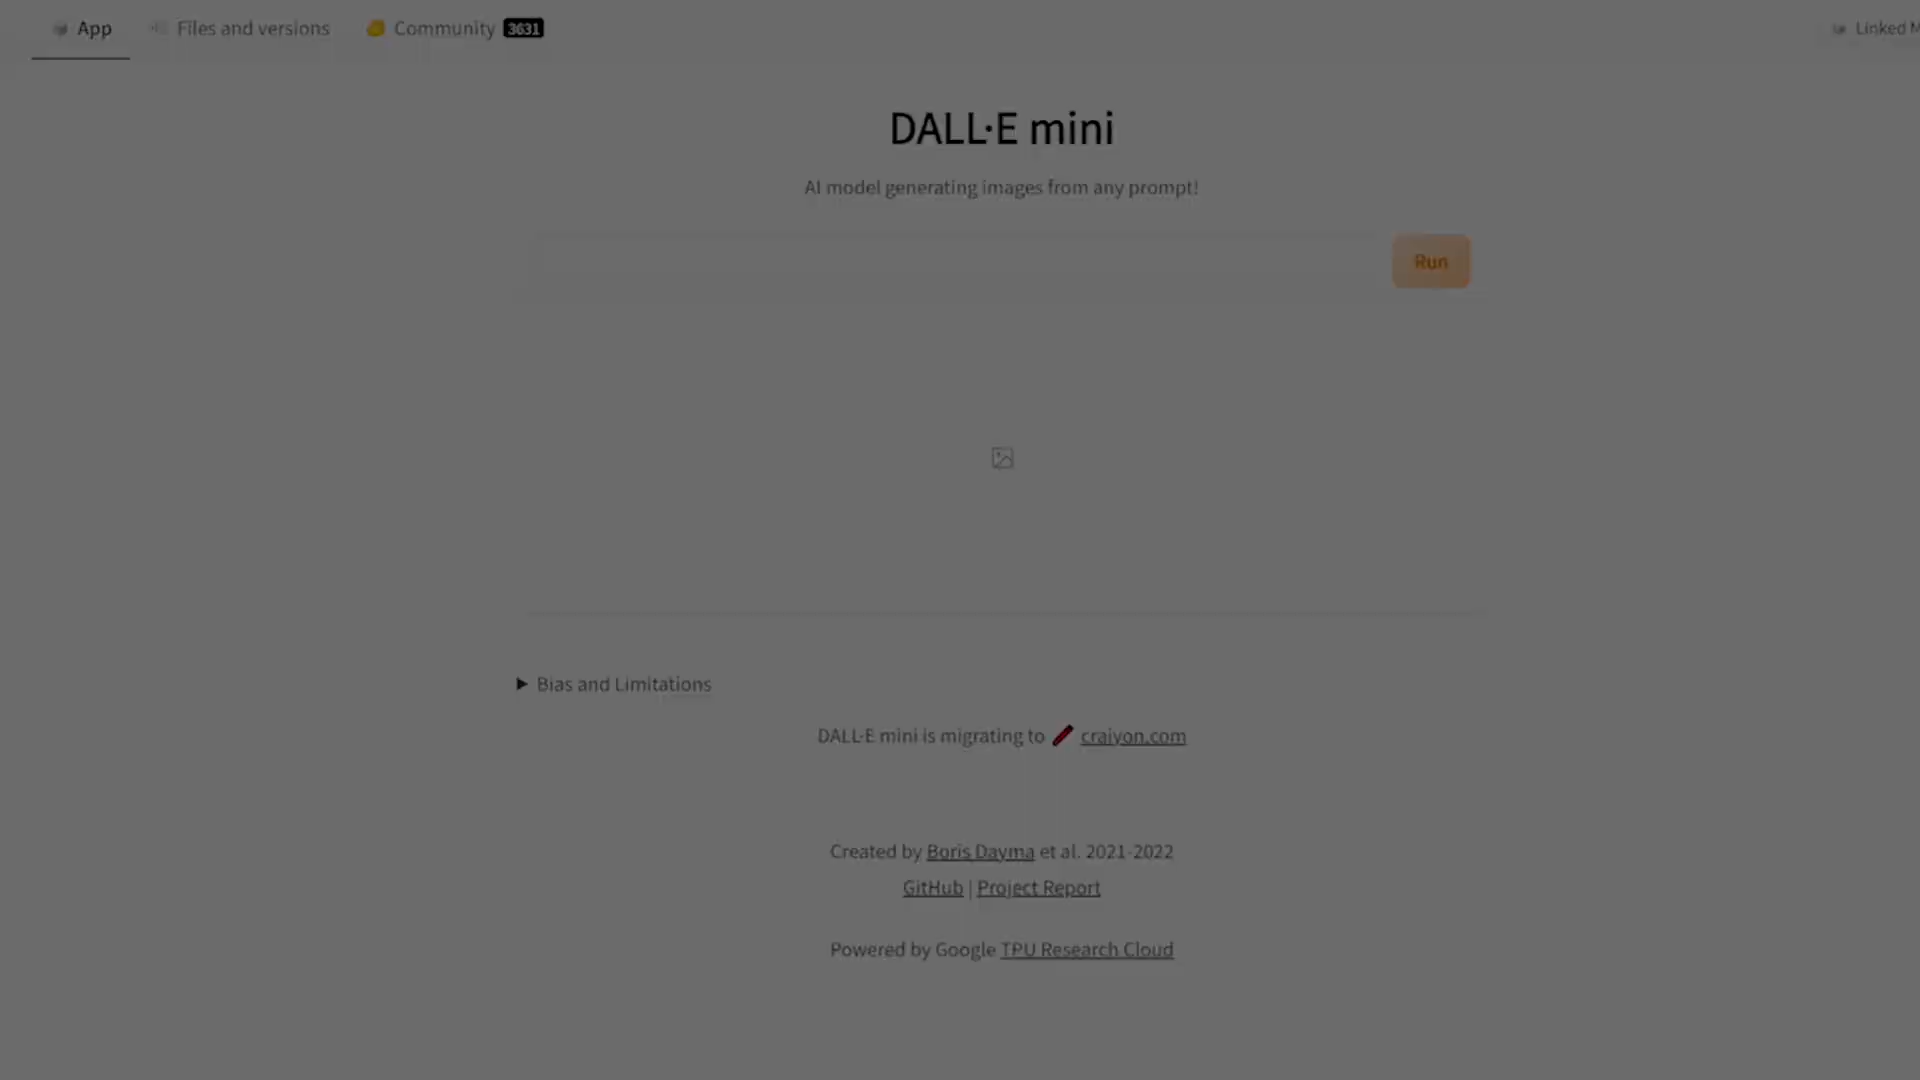 App Files and versions Community 3631 Linked
DALL·E mini
AI model generating images from any prompt!
Run
▶ Bias and Limitations
DALL·E mini is migrating to craiyon.com
Created by Boris Dayma et al. 2021-2022
GitHub | Project Report
Powered by Google TPU Research Cloud